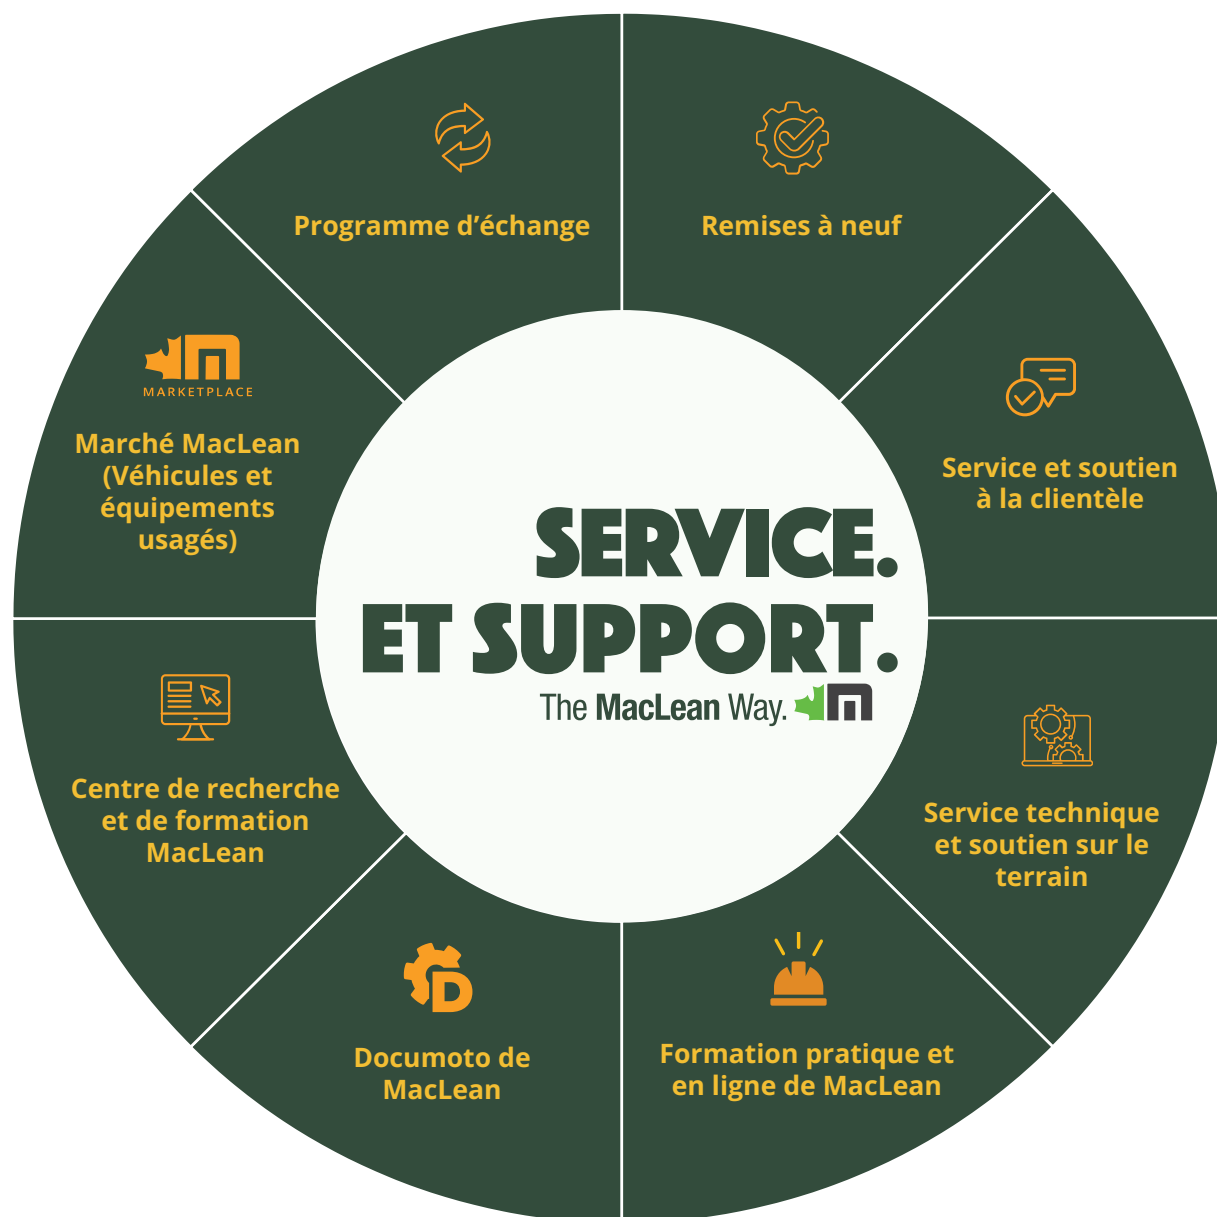 Programme d’échange
Remises à neuf
MARKETPLACE
Marché MacLean
(Véhicules et
équipements
usagés)
Service et soutien
à la clientèle
SERVICE.
ET SUPPORT.
The MacLean Way.
Centre de recherche
et de formation
MacLean
Service technique
et soutien sur le
terrain
D
Documoto de
MacLean
Formation pratique et
en ligne de MacLean